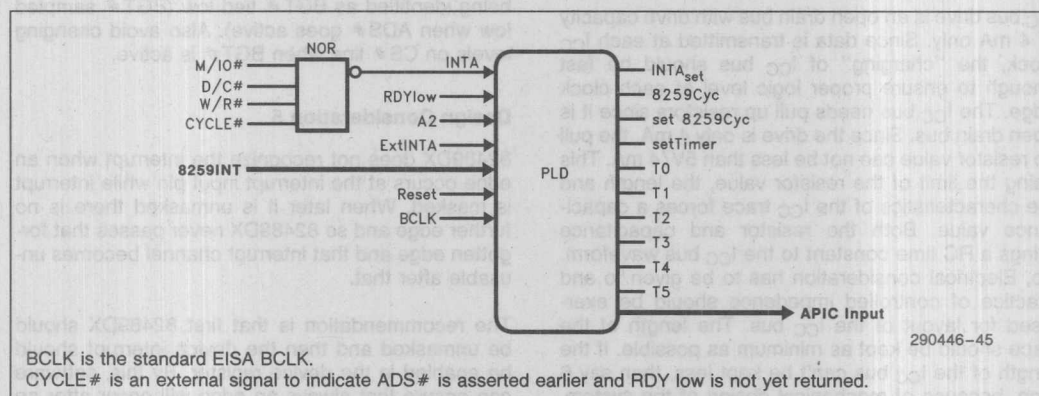 NOR
M/IO#
D/C#
W/R#
CYCLE#
INTA
RDYlow
A2
ExtINTA
8259INT
Reset
BCLK
PLD
INTA set
8259Cyc
set 8259Cyc
setTimer
T0
T1
T2
T3
T4
T5
APIC Input
290446-45
BCLK is the standard EISA BCLK.
CYCLE# is an external signal to indicate ADS# is asserted earlier and RDY low is not yet returned.